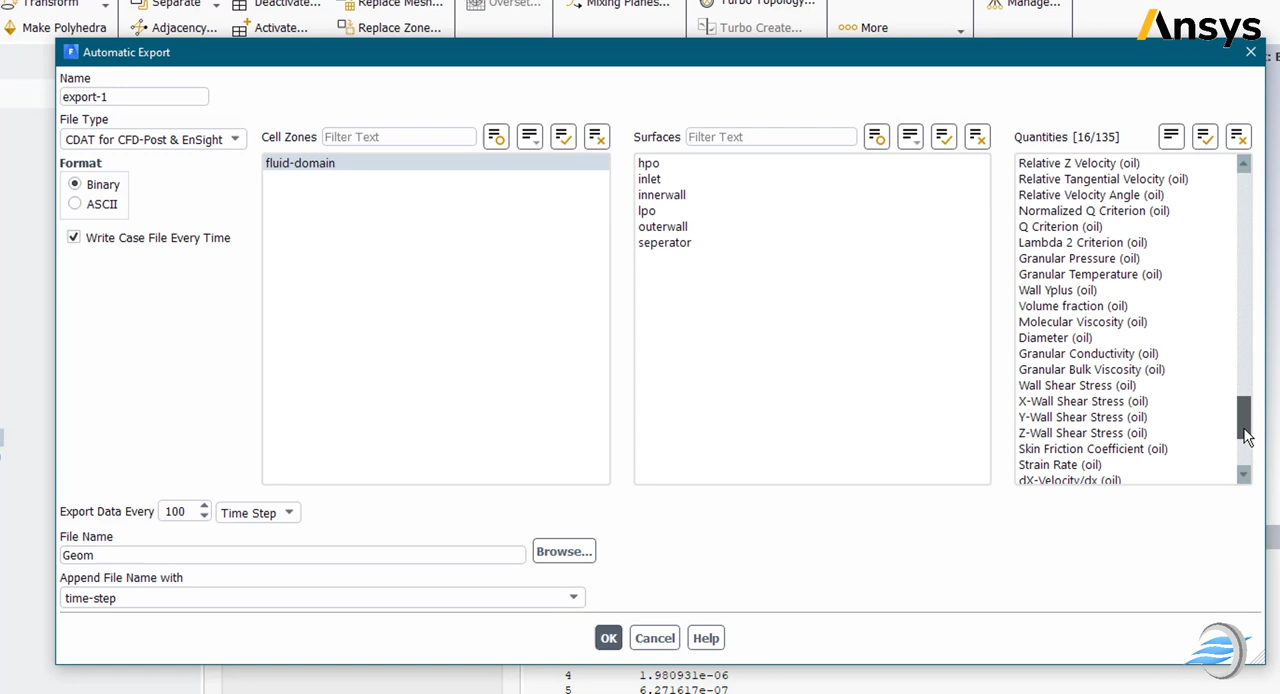 Transform
Separate
Deactivate...
Replace Mesh...
Overset...
Mixing Planes...
Turbo Topology...
Manage...
Make Polyhedra
Adjacency...
Activate...
Replace Zone...
Turbo Create...
More
Ansys
Automatic Export
Name
export-1
File Type
CDAT for CFD-Post & EnSight
Format
Binary
ASCII
Write Case File Every Time
Cell Zones
Filter Text
fluid-domain
Surfaces
Filter Text
hpo
inlet
innerwall
lpo
outerwall
seperator
Quantities [16/135]
Relative Z Velocity (oil)
Relative Tangential Velocity (oil)
Relative Velocity Angle (oil)
Normalized Q Criterion (oil)
Q Criterion (oil)
Lambda 2 Criterion (oil)
Granular Pressure (oil)
Granular Temperature (oil)
Wall Yplus (oil)
Volume fraction (oil)
Molecular Viscosity (oil)
Diameter (oil)
Granular Conductivity (oil)
Granular Bulk Viscosity (oil)
Wall Shear Stress (oil)
X-Wall Shear Stress (oil)
Y-Wall Shear Stress (oil)
Z-Wall Shear Stress (oil)
Skin Friction Coefficient (oil)
Strain Rate (oil)
dX-Velocity/dx (oil)
Export Data Every 100 Time Step
File Name
Geom
Browse...
Append File Name with
time-step
OK
Cancel
Help
4 1.980931e-06
5 6.271617e-07